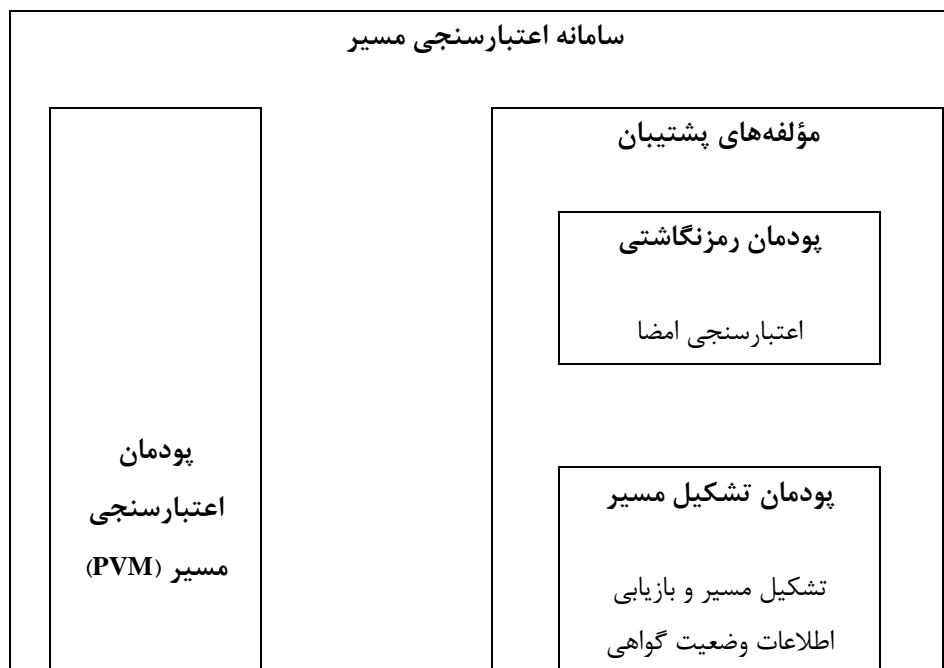 سامانه اعتبارسنجی مسیر
مؤلفه‌های پشتیبان
پودمان رمزنگاشتی
اعتبارسنجی امضا
پودمان تشکیل مسیر
تشکیل مسیر و بازیابی
اطلاعات وضعیت گواهی
پودمان
اعتبارسنجی
مسیر (PVM)